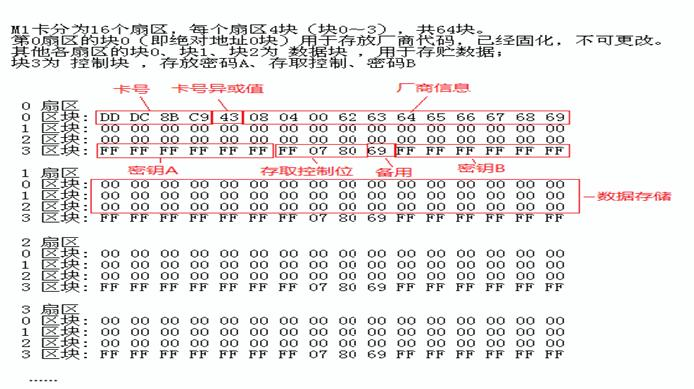 M1卡分为16个扇区，每个扇区4块（块0～3），共64块。
第0扇区的块0（即绝对地址0块）用于存放厂商代码，已经固化，不可更改。
其他各扇区的块0、块1、块2为 数据块 ，用于存贮数据；
块3为 控制块 ，存放密码A、存取控制、密码B
卡号 卡号异或值 厂商信息
0 扇区
0 区块: DD DC 8B C9 43 08 04 00 62 63 64 65 66 67 68 69
1 区块: 00 00 00 00 00 00 00 00 00 00 00 00 00 00 00 00
2 区块: 00 00 00 00 00 00 00 00 00 00 00 00 00 00 00 00
3 区块: FF FF FF FF FF FF FF 07 80 69 FF FF FF FF FF FF
密钥A 存取控制位 备用 密钥B
1 扇区
0 区块: 00 00 00 00 00 00 00 00 00 00 00 00 00 00 00 00
1 区块: 00 00 00 00 00 00 00 00 00 00 00 00 00 00 00 00
2 区块: 00 00 00 00 00 00 00 00 00 00 00 00 00 00 00 00
数据存储
3 区块: FF FF FF FF FF FF FF 07 80 69 FF FF FF FF FF FF
2 扇区
0 区块: 00 00 00 00 00 00 00 00 00 00 00 00 00 00 00 00
1 区块: 00 00 00 00 00 00 00 00 00 00 00 00 00 00 00 00
2 区块: 00 00 00 00 00 00 00 00 00 00 00 00 00 00 00 00
3 区块: FF FF FF FF FF FF FF 07 80 69 FF FF FF FF FF FF
3 扇区
0 区块: 00 00 00 00 00 00 00 00 00 00 00 00 00 00 00 00
1 区块: 00 00 00 00 00 00 00 00 00 00 00 00 00 00 00 00
2 区块: 00 00 00 00 00 00 00 00 00 00 00 00 00 00 00 00
3 区块: FF FF FF FF FF FF FF 07 80 69 FF FF FF FF FF FF
……